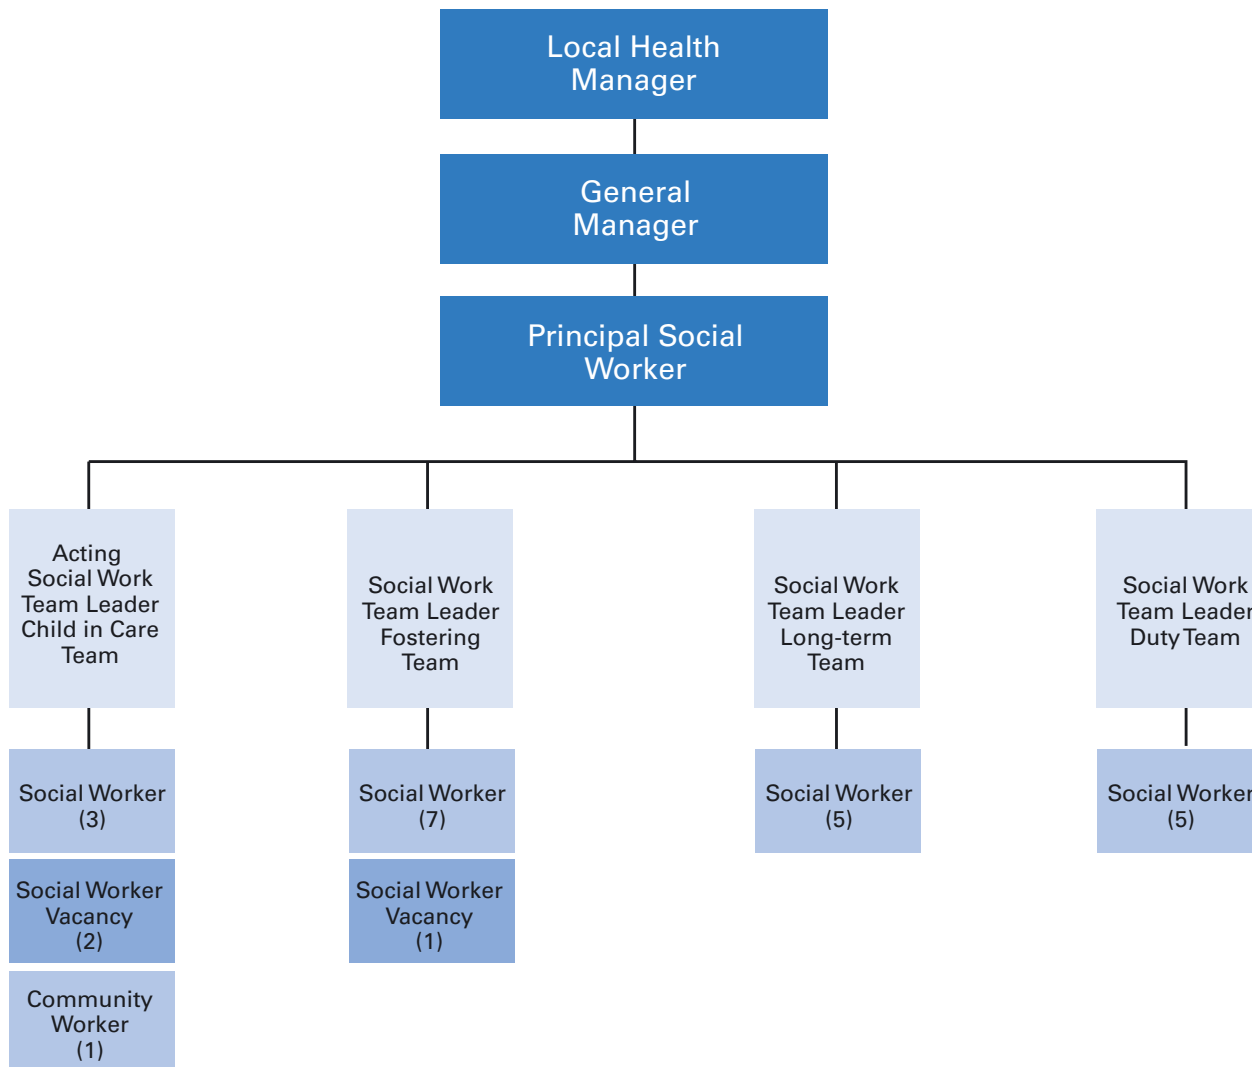 Local Health
Manager
General
Manager
Principal Social
Worker
Acting
Social Work
Team Leader
Child in Care
Team
Social Work
Team Leader
Fostering
Team
Social Work
Team Leader
Long-term
Team
Social Work
Team Leader
Duty Team
Social Worker
(3)
Social Worker
(7)
Social Worker
(5)
Social Worker
(5)
Social Worker
Vacancy
(2)
Social Worker
Vacancy
(1)
Community
Worker
(1)